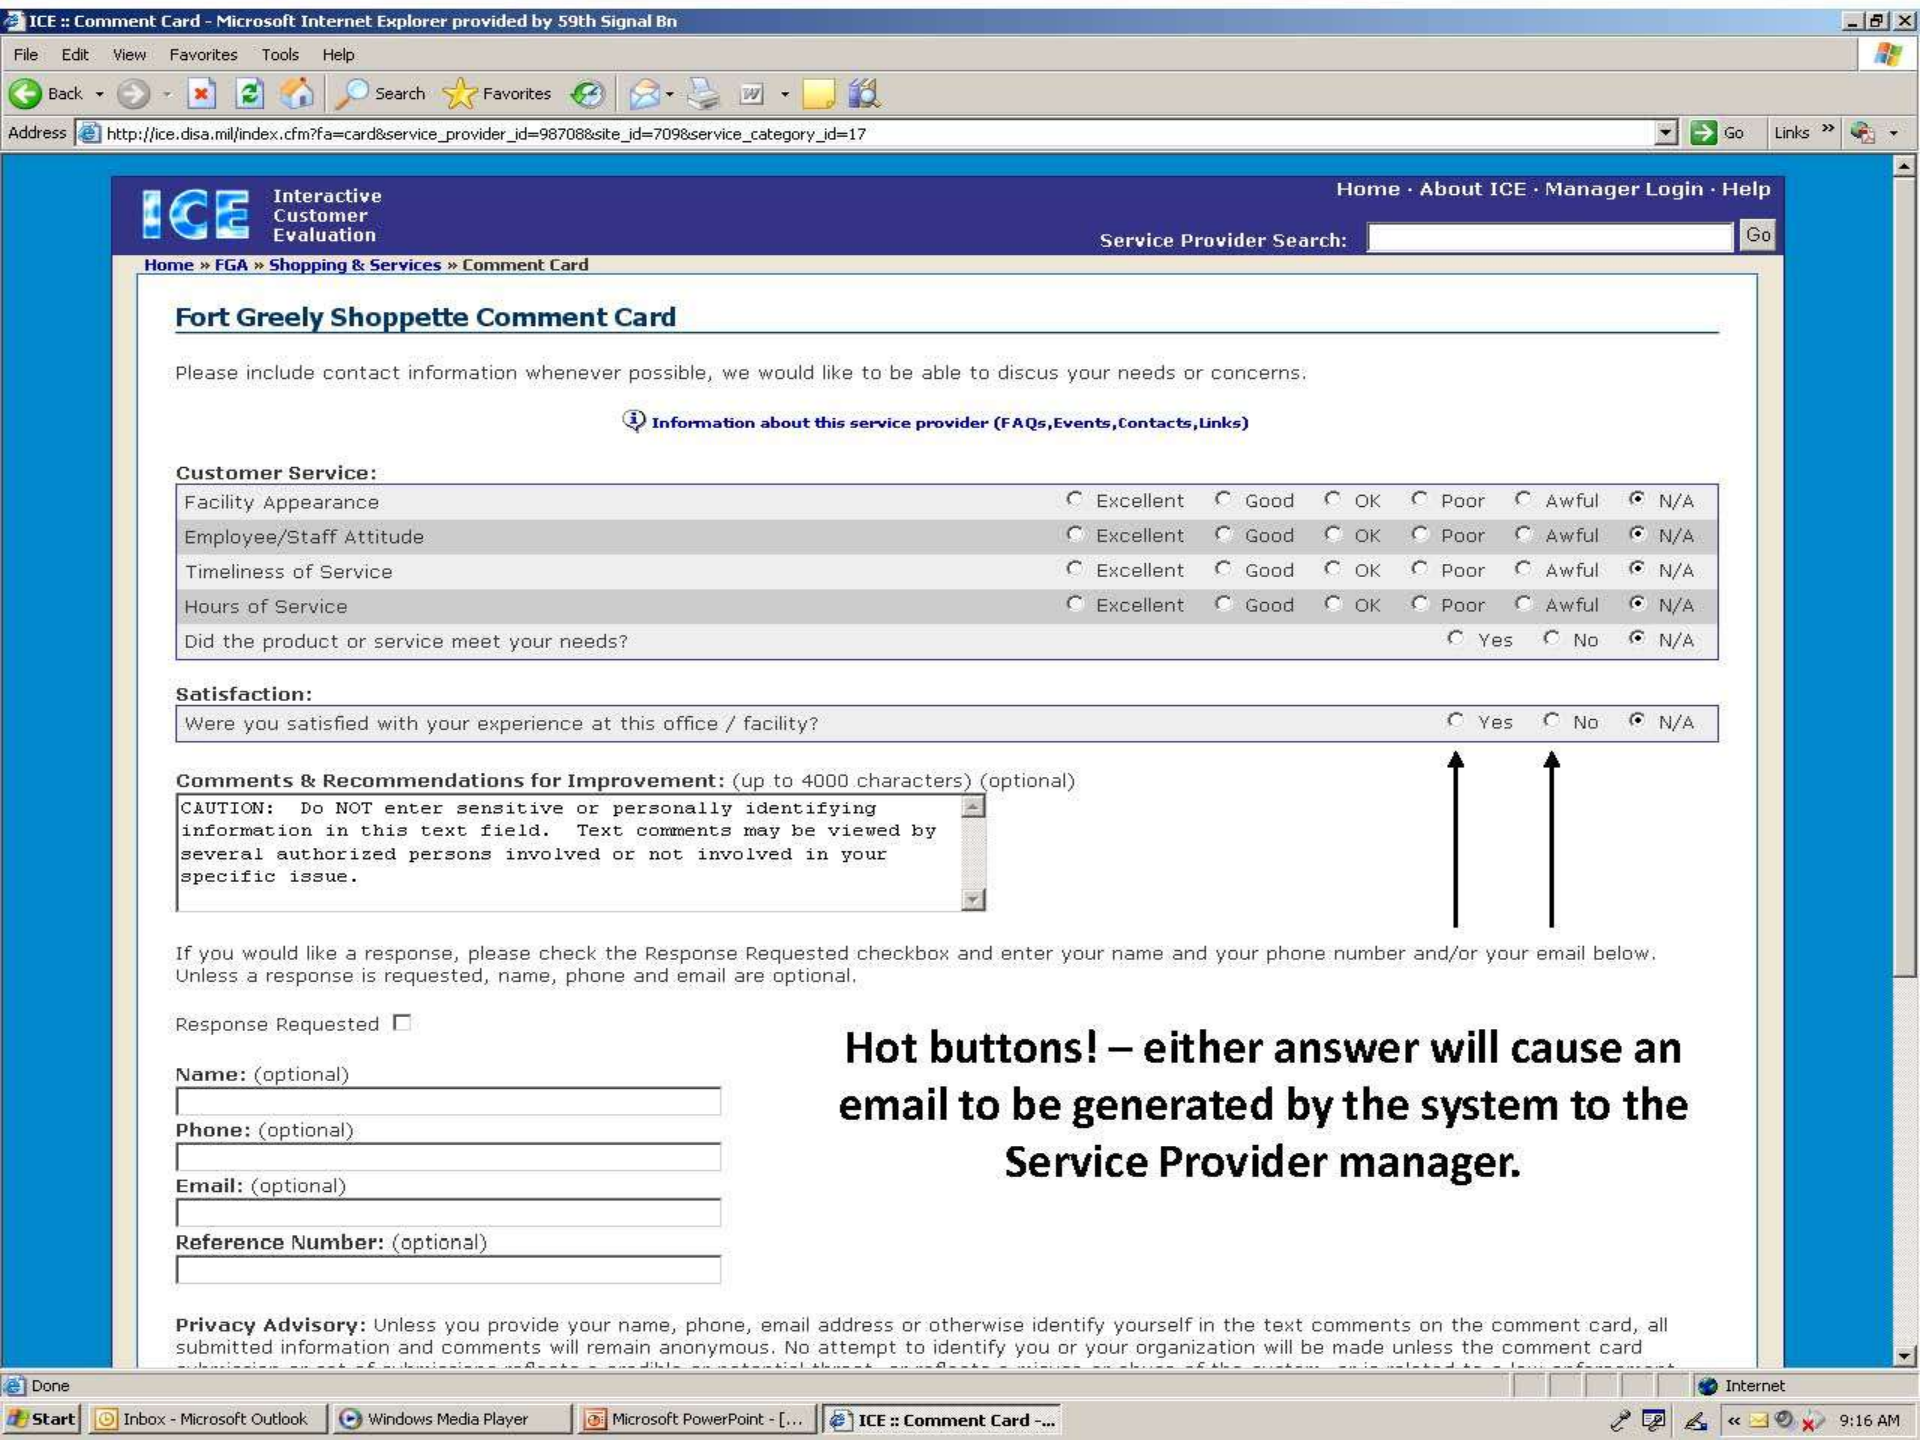 ICE :: Comment Card - Microsoft Internet Explorer provided by 59th Signal Bn
File Edit View Favorites Tools Help
Back Search Favorites
Address http://ice.disa.mil/index.cfm?fa=card&service_provider_id=98708&site_id=709&service_category_id=17 Go Links »
ICE Interactive Customer Evaluation
Home · About ICE · Manager Login · Help
Service Provider Search: Go
Home » FGA » Shopping & Services » Comment Card
Fort Greely Shoppette Comment Card
Please include contact information whenever possible, we would like to be able to discus your needs or concerns.
Information about this service provider (FAQs,Events,Contacts,Links)
Customer Service:
Facility Appearance Excellent Good OK Poor Awful N/A
Employee/Staff Attitude Excellent Good OK Poor Awful N/A
Timeliness of Service Excellent Good OK Poor Awful N/A
Hours of Service Excellent Good OK Poor Awful N/A
Did the product or service meet your needs? Yes No N/A
Satisfaction:
Were you satisfied with your experience at this office / facility? Yes No N/A
Comments & Recommendations for Improvement: (up to 4000 characters) (optional)
CAUTION: Do NOT enter sensitive or personally identifying
information in this text field. Text comments may be viewed by
several authorized persons involved or not involved in your
specific issue.
If you would like a response, please check the Response Requested checkbox and enter your name and your phone number and/or your email below.
Unless a response is requested, name, phone and email are optional.
Response Requested
Name: (optional)
Phone: (optional)
Email: (optional)
Reference Number: (optional)
Hot buttons! – either answer will cause an
email to be generated by the system to the
Service Provider manager.
Privacy Advisory: Unless you provide your name, phone, email address or otherwise identify yourself in the text comments on the comment card, all
submitted information and comments will remain anonymous. No attempt to identify you or your organization will be made unless the comment card
Done Internet
Start Inbox - Microsoft Outlook Windows Media Player Microsoft PowerPoint - [... ICE :: Comment Card -... « 9:16 AM